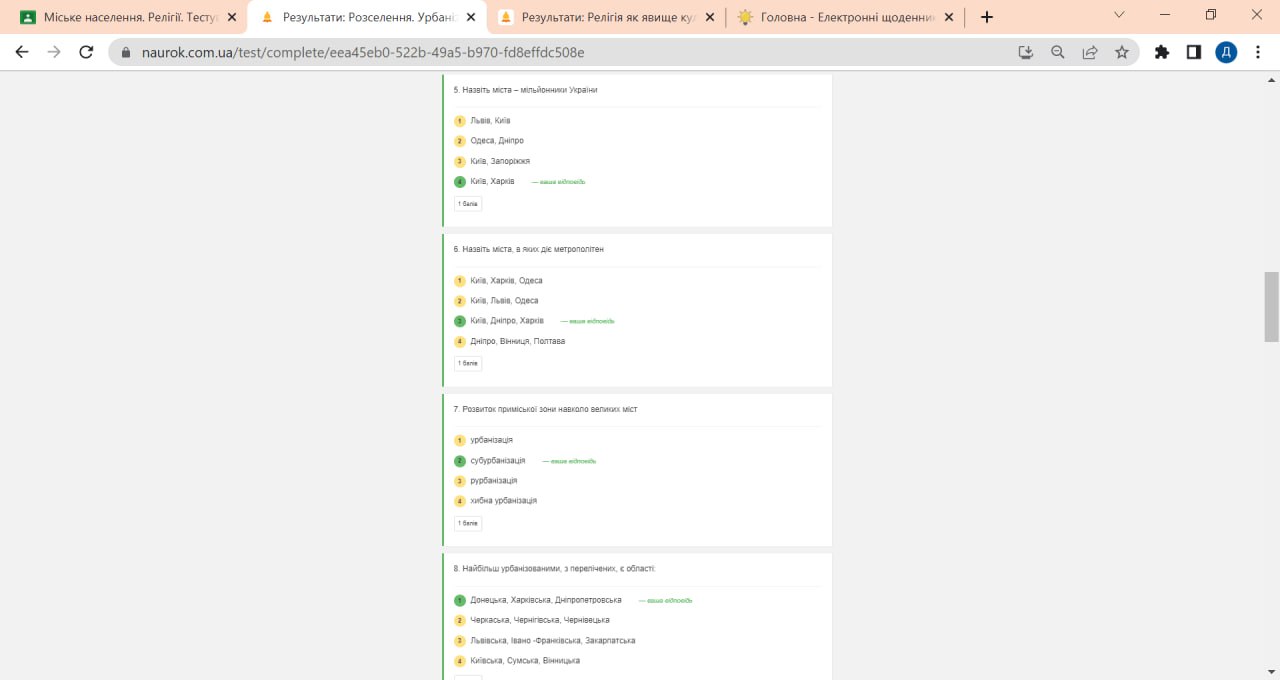 Міське населення. Релігії. Тесту
Результати: Розселення. Урбані
Результати: Релігія як явище кул
Головна - Електронні щоденник
naurok.com.ua/test/complete/eea45eb0-522b-49a5-b970-fd8effdc508e
Д
5. Назвіть міста – мільйонники України
1 Львів, Київ
2 Одеса, Дніпро
3 Київ, Запоріжжя
4 Київ, Харків — ваша відповідь
1 балів
6. Назвіть міста, в яких діє метрополітен
1 Київ, Харків, Одеса
2 Київ, Львів, Одеса
3 Київ, Дніпро, Харків — ваша відповідь
4 Дніпро, Вінниця, Полтава
1 балів
7. Розвиток приміської зони навколо великих міст
1 урбанізація
2 субурбанізація — ваша відповідь
3 рурбанізація
4 хибна урбанізація
1 балів
8. Найбільш урбанізованими, з перелічених, є області:
1 Донецька, Харківська, Дніпропетровська — ваша відповідь
2 Черкаська, Чернігівська, Чернівецька
3 Львівська, Івано -Франківська, Закарпатська
4 Київська, Сумська, Вінницька